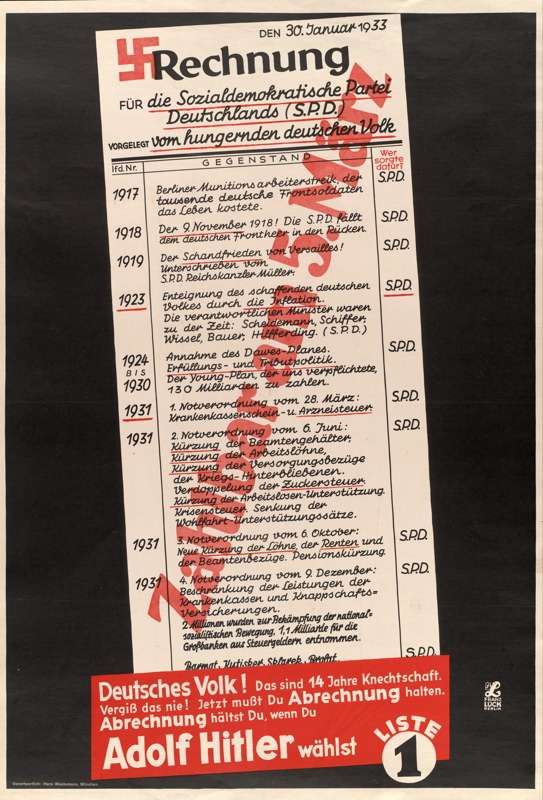 DEN 30. Januar 1933
Rechnung
FÜR die Sozialdemokratische Partei
Deutschlands (S.P.D.)
VORGELEGT vom hungernden deutschen Volk
lfd. Nr. GEGENSTAND Wer sorgte dafür?
1917 Berliner Munitionsarbeiterstreik, der S.P.D.
tausende deutsche Frontsoldaten
das Leben kostete.
1918 Der 9. November 1918! Die S.P.D. fällt S.P.D.
dem deutschen Frontheer in den Rücken.
1919 Der Schandfrieden von Versailles! S.P.D.
Unterschrieben vom
S.P.D. Reichskanzler Müller.
1923 Enteignung des schaffenden deutschen S.P.D.
Volkes durch die Inflation.
Die verantwortlichen Minister waren
zu der Zeit: Scheidemann, Schiffer,
Wissel, Bauer, Hilfferding. (S.P.D.)
1924 BIS 1930 Annahme des Dawes-Planes. S.P.D.
Erfüllungs- und Tributpolitik.
Der Young-Plan, der uns verpflichtete,
130 Milliarden zu zahlen.
1931 1. Notverordnung vom 28. März: S.P.D.
Krankenkassenschein- u. Arzneisteuer.
1931 2. Notverordnung vom 6. Juni: S.P.D.
Kürzung der Beamtengehälter,
Kürzung der Arbeitslöhne,
Kürzung der Versorgungsbezüge
der Kriegs-Hinterbliebenen.
Verdoppelung der Zuckersteuer.
Kürzung der Arbeitslosen-Unterstützung
Krisensteuer. Senkung der
Wohlfahrt-Unterstützungssätze.
1931 3. Notverordnung vom 6. Oktober: S.P.D.
Neue Kürzung der Löhne, der Renten und
der Beamtenbezüge. Pensionskürzung
1931 4. Notverordnung vom 9. Dezember: S.P.D.
Beschränkung der Leistungen der
Krankenkassen und Knappschafts=
Versicherungen.
2 Millionen wurden zur Bekämpfung der national=
sozialistischen Bewegung, 1,1 Milliarde für die
Großbanken aus Steuergeldern entnommen.
Barmat, Kutisker, Sklarek, S.P.D.
Zahlbar am 5. März
Deutsches Volk! Das sind 14 Jahre Knechtschaft.
Vergiß das nie! Jetzt mußt Du Abrechnung halten.
Abrechnung hältst Du, wenn Du
Adolf Hitler wählst
LISTE
1
FRANZ
LÜCK
BERLIN